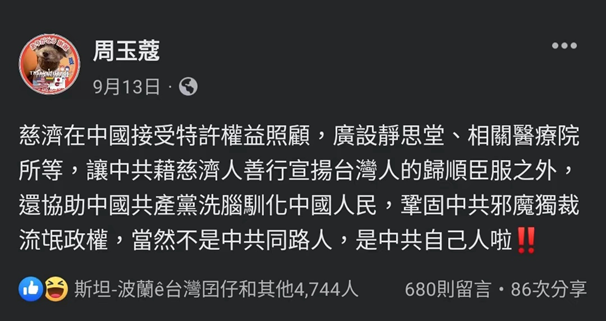 周玉蔻
9月13日
慈濟在中國接受特許權益照顧，廣設靜思堂、相關醫療院
所等，讓中共藉慈濟人善行宣揚台灣人的歸順臣服之外，
還協助中國共產黨洗腦馴化中國人民，鞏固中共邪魔獨裁
流氓政權，當然不是中共同路人，是中共自己人啦‼️
斯坦-波蘭ê台灣囝仔和其他4,744人 680則留言・86次分享